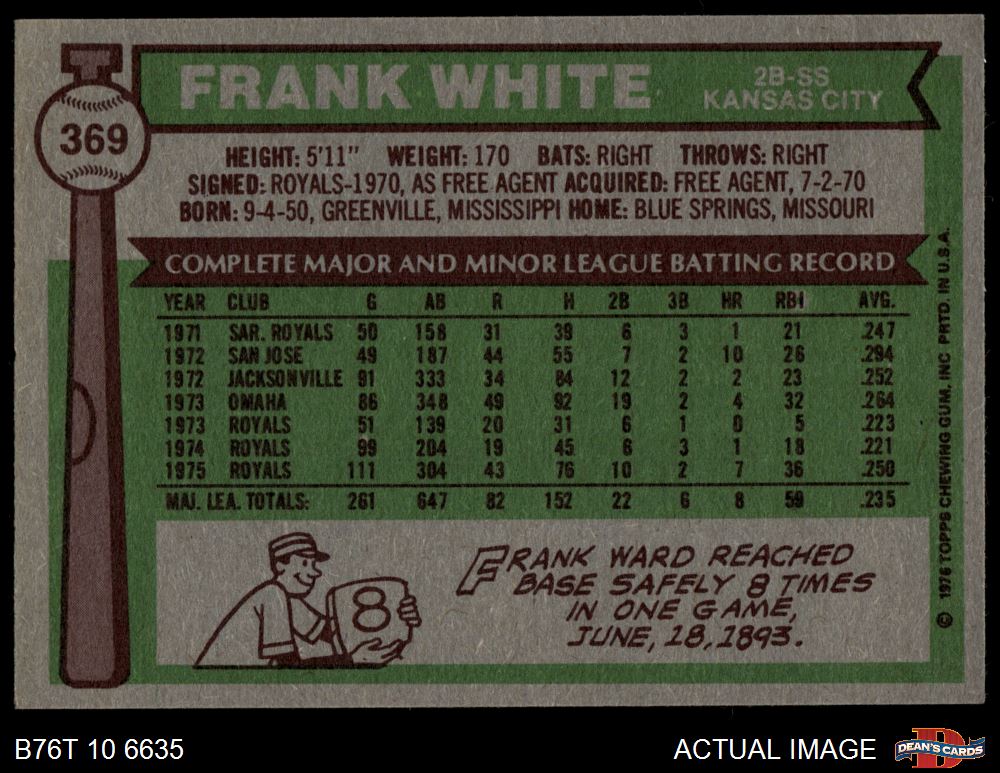 369
FRANK WHITE
2B-SS
KANSAS CITY
HEIGHT: 5'11" WEIGHT: 170 BATS: RIGHT THROWS: RIGHT
SIGNED: ROYALS-1970, AS FREE AGENT ACQUIRED: FREE AGENT, 7-2-70
BORN: 9-4-50, GREENVILLE, MISSISSIPPI HOME: BLUE SPRINGS, MISSOURI
COMPLETE MAJOR AND MINOR LEAGUE BATTING RECORD
YEAR CLUB G AB R H 2B 3B HR RBI AVG.
1971 SAR. ROYALS 50 158 31 39 6 3 1 21 .247
1972 SAN JOSE 49 187 44 55 7 2 10 26 .294
1972 JACKSONVILLE 91 333 34 84 12 2 2 23 .252
1973 OMAHA 86 348 49 92 19 2 4 32 .264
1973 ROYALS 51 139 20 31 6 1 0 5 .223
1974 ROYALS 99 204 19 45 6 3 1 18 .221
1975 ROYALS 111 304 43 76 10 2 7 36 .250
MAJ. LEA. TOTALS: 261 647 82 152 22 6 8 59 .235
8
FRANK WARD REACHED
BASE SAFELY 8 TIMES
IN ONE GAME,
JUNE, 18, 1893.
© 1976 TOPPS CHEWING GUM, INC. PRTD. IN U.S.A.
B76T 10 6635
ACTUAL IMAGE
D
DEAN'S CARDS